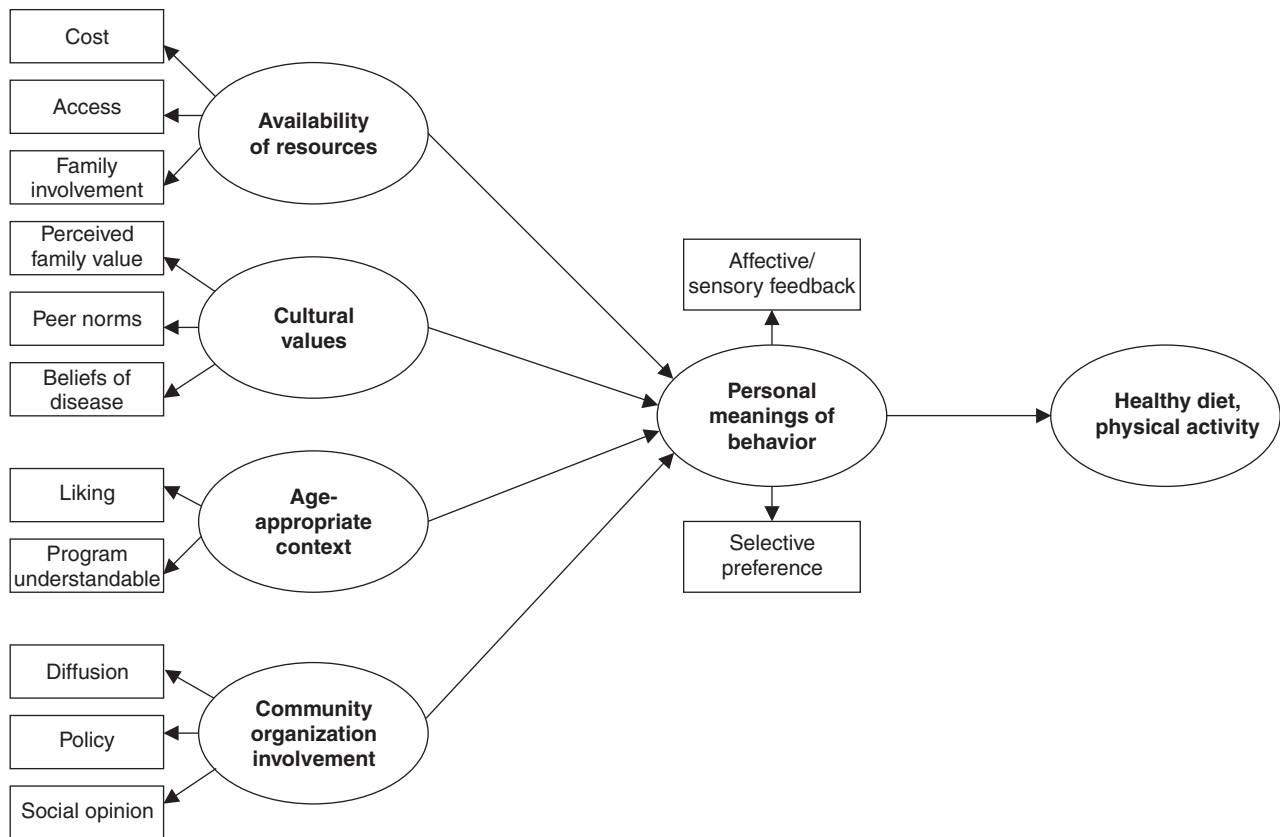 Cost
Access
Family
involvement
Availability
of resources
Perceived
family value
Peer norms
Beliefs of
disease
Cultural
values
Liking
Program
understandable
Age-
appropriate
context
Diffusion
Policy
Social opinion
Community
organization
involvement
Affective/
sensory feedback
Personal
meanings of
behavior
Selective
preference
Healthy diet,
physical activity